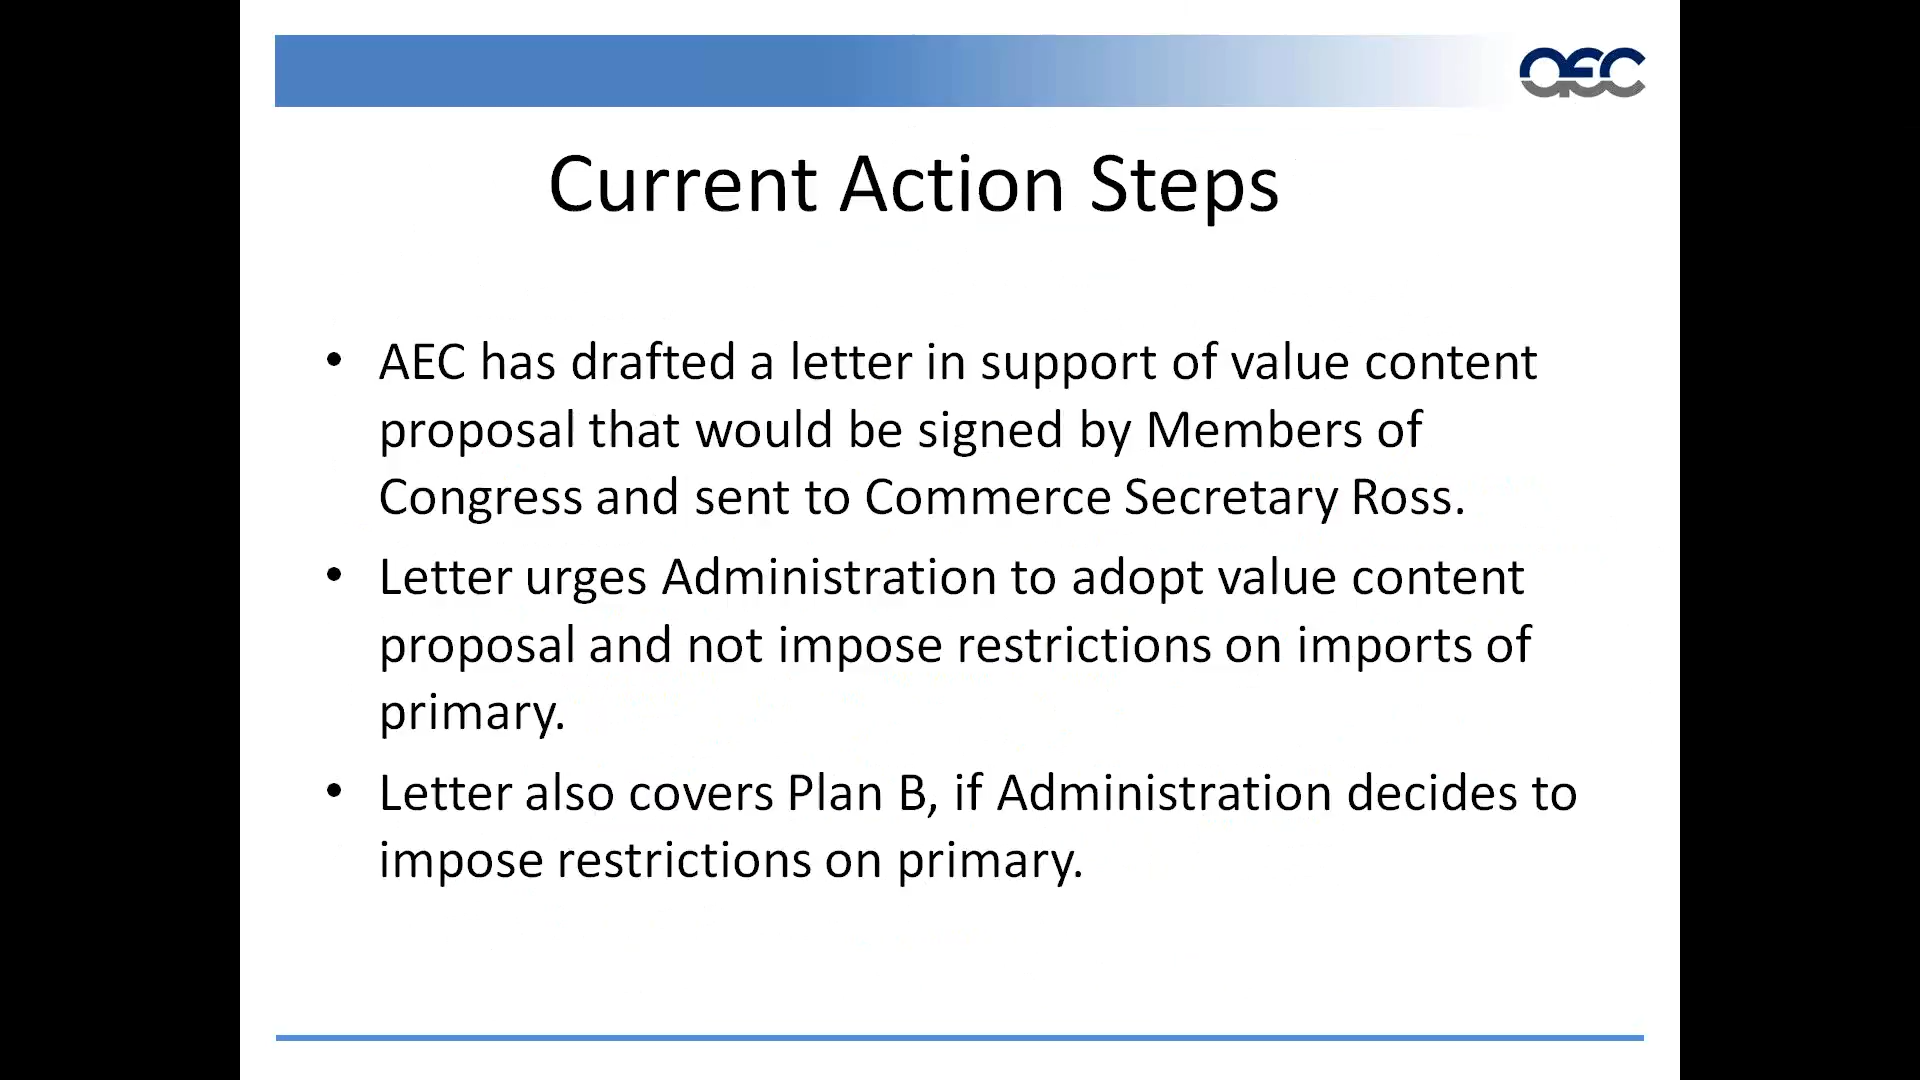 AEC
Current Action Steps
• AEC has drafted a letter in support of value content
proposal that would be signed by Members of
Congress and sent to Commerce Secretary Ross.
• Letter urges Administration to adopt value content
proposal and not impose restrictions on imports of
primary.
• Letter also covers Plan B, if Administration decides to
impose restrictions on primary.